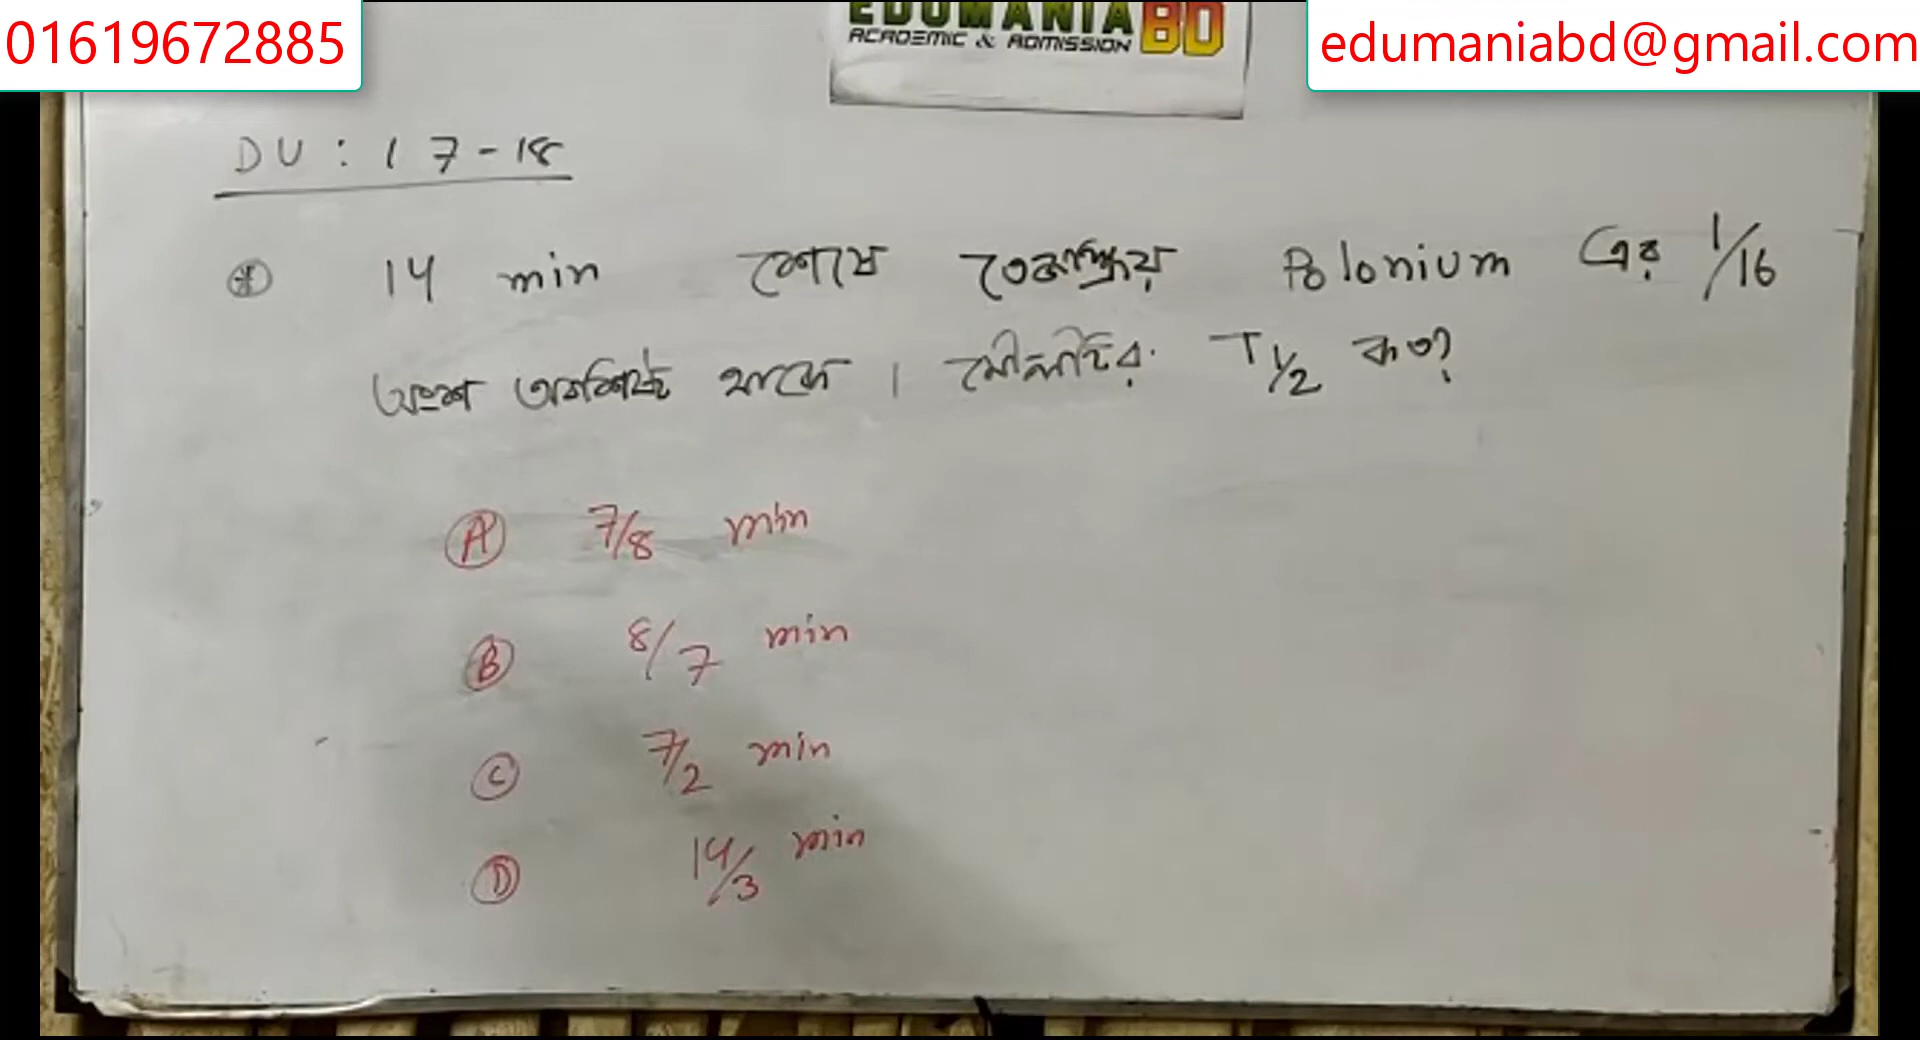 01619672885
EDUMANIA BD
ACADEMIC & ADMISSION
edumaniabd@gmail.com
DU : 17-18
* 14 min শেষে তেজস্ক্রিয় Polonium এর 1/16
অংশ অবশিষ্ট থাকে । মৌলটির T 1/2 কত?
A 7/8 min
B 8/7 min
C 7/2 min
D 14/3 min